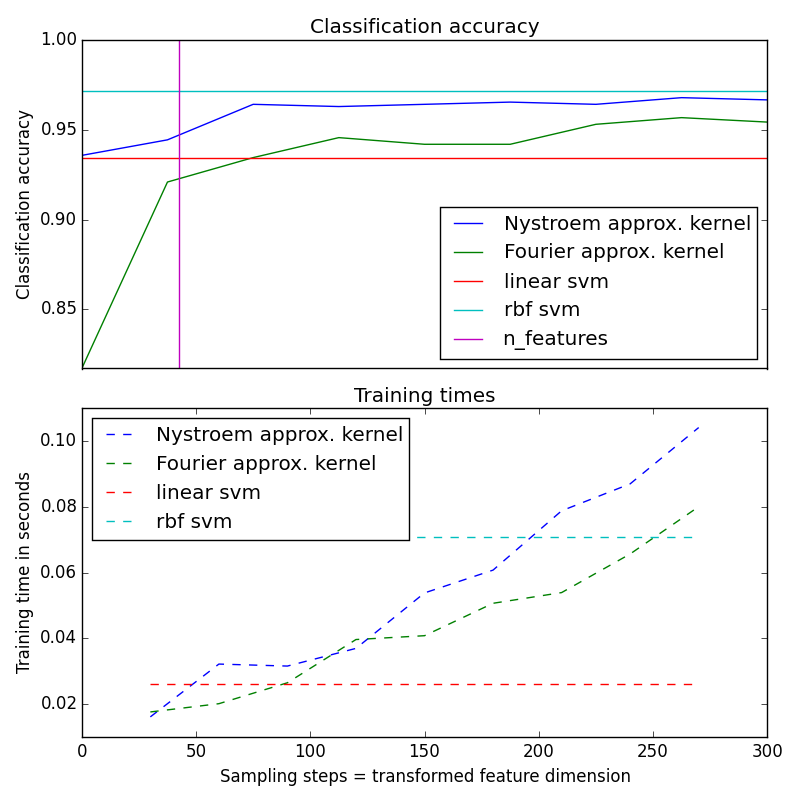 Classification accuracy
1.00
0.95
0.90
0.85
Classification accuracy
Nystroem approx. kernel
Fourier approx. kernel
linear svm
rbf svm
n_features
Training times
0.10
0.08
0.06
0.04
0.02
Training time in seconds
Nystroem approx. kernel
Fourier approx. kernel
linear svm
rbf svm
0 50 100 150 200 250 300
Sampling steps = transformed feature dimension